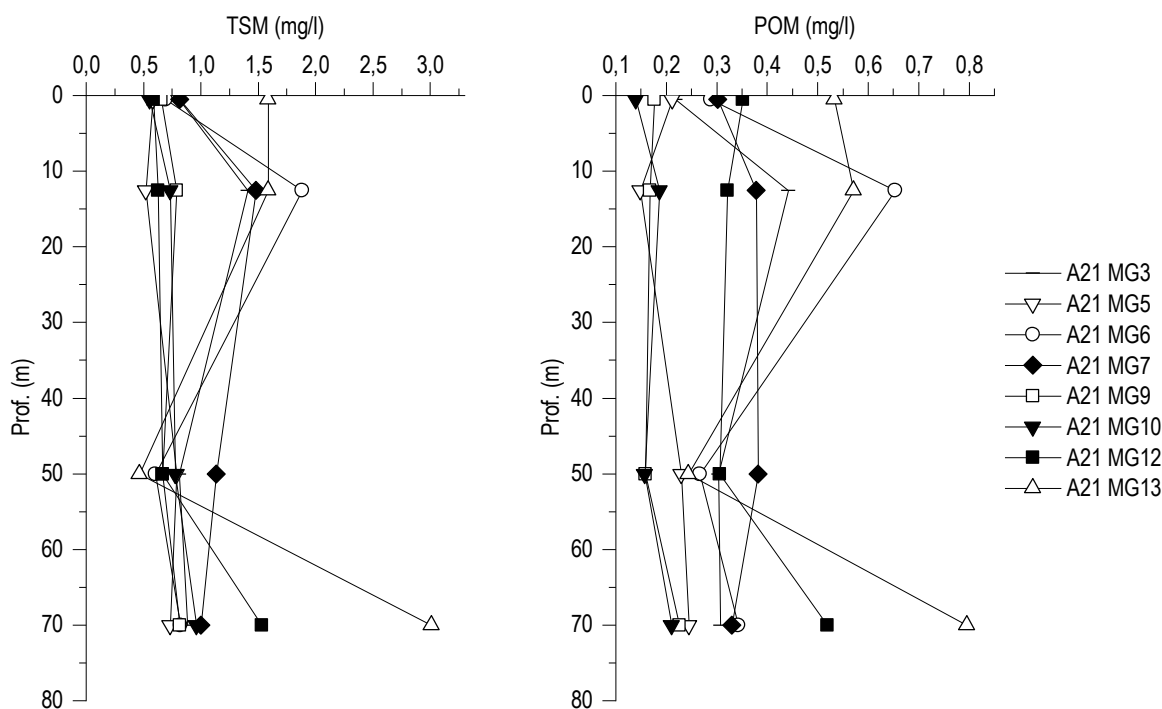 TSM (mg/l)
0,0 0,5 1,0 1,5 2,0 2,5 3,0
0
10
20
30
40
50
60
70
80
Prof. (m)
POM (mg/l)
0,1 0,2 0,3 0,4 0,5 0,6 0,7 0,8
0
10
20
30
40
50
60
70
80
Prof. (m)
A21 MG3
A21 MG5
A21 MG6
A21 MG7
A21 MG9
A21 MG10
A21 MG12
A21 MG13